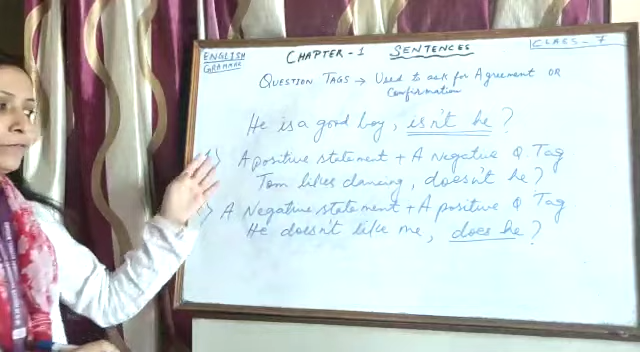 ENGLISH
GRAMMAR
CHAPTER-1 SENTENCES
CLASS-7
QUESTION TAGS → Used to ask for Agreement OR
Confirmation
He is a good boy, isn't he?
A positive statement + A Negative Q. Tag
Tom likes dancing, doesn't he?
A Negative statement + A positive Q Tag
He doesn't like me, does he?